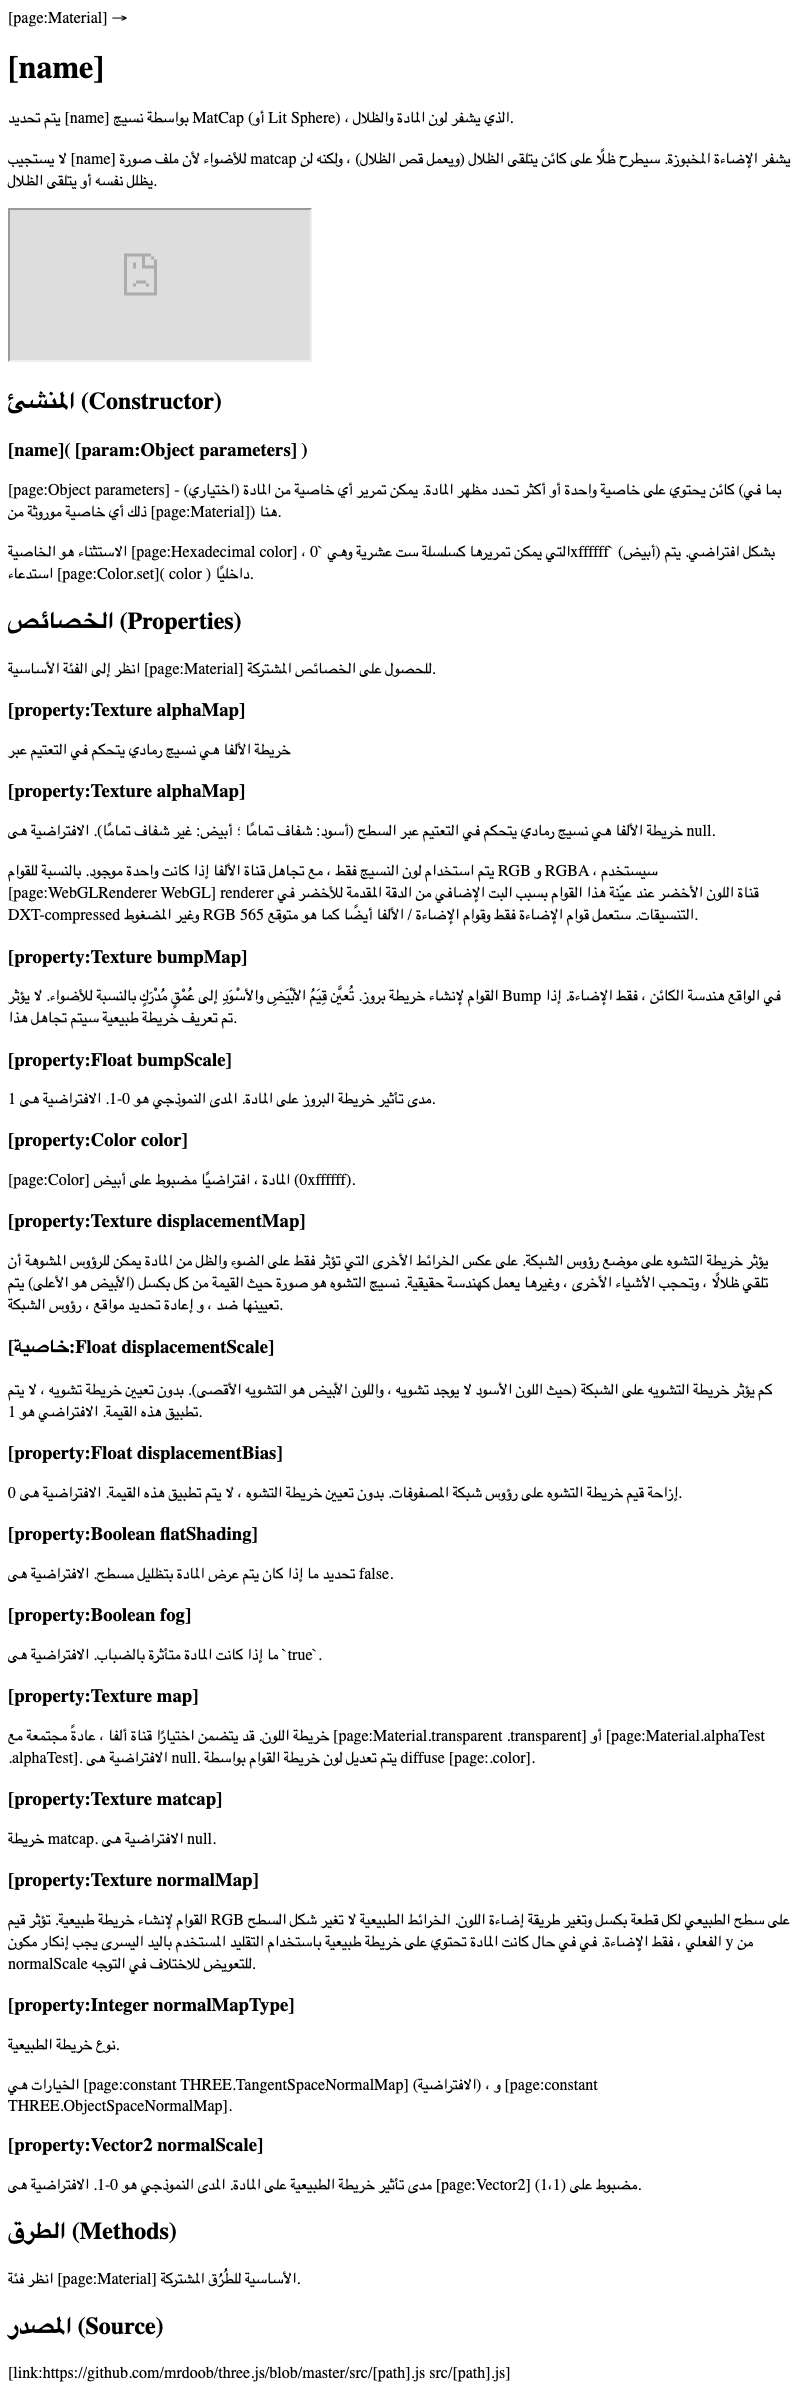 [page:Material] →
[name]
يتم تحديد [name] بواسطة نسيج MatCap (أو Lit Sphere) ، الذي يشفر لون المادة والظلال.
لا يستجيب [name] للأضواء لأن ملف صورة matcap يشفر الإضاءة المخبوزة. سيطرح ظلًا على كائن يتلقى الظلال (ويعمل قص الظلال) ، ولكنه لن
يظلل نفسه أو يتلقى الظلال.
المنشئ (Constructor)
[name]( [param:Object parameters] )
[page:Object parameters] - (اختياري) كائن يحتوي على خاصية واحدة أو أكثر تحدد مظهر المادة. يمكن تمرير أي خاصية من المادة (بما في
ذلك أي خاصية موروثة من [page:Material]) هنا.
الاستثناء هو الخاصية [page:Hexadecimal color] ، التي يمكن تمريرها كسلسلة ست عشرية وهي `0xffffff` (أبيض) بشكل افتراضي. يتم
استدعاء [page:Color.set]( color ) داخليًا.
الخصائص (Properties)
انظر إلى الفئة الأساسية [page:Material] للحصول على الخصائص المشتركة.
[property:Texture alphaMap]
خريطة الألفا هي نسيج رمادي يتحكم في التعتيم عبر
[property:Texture alphaMap]
خريطة الألفا هي نسيج رمادي يتحكم في التعتيم عبر السطح (أسود: شفاف تمامًا ؛ أبيض: غير شفاف تمامًا). الافتراضية هى null.
يتم استخدام لون النسيج فقط ، مع تجاهل قناة الألفا إذا كانت واحدة موجود. بالنسبة للقوام RGB و RGBA ، سيستخدم
[page:WebGLRenderer WebGL] renderer قناة اللون الأخضر عند عيّنة هذا القوام بسبب البت الإضافي من الدقة المقدمة للأخضر في
DXT-compressed وغير المضغوط RGB 565 التنسيقات. ستعمل قوام الإضاءة فقط وقوام الإضاءة / الألفا أيضًا كما هو متوقع.
[property:Texture bumpMap]
القوام لإنشاء خريطة بروز. تُعيَّن قِيَمُ الأبْيَضِ والأسْوَدِ إلى عُمْقٍ مُدْرَكٍ بالنسبة للأضواء. لا يؤثر Bump في الواقع هندسة الكائن ، فقط الإضاءة. إذا
تم تعريف خريطة طبيعية سيتم تجاهل هذا.
[property:Float bumpScale]
مدى تأثير خريطة البروز على المادة. المدى النموذجي هو 0-1. الافتراضية هى 1.
[property:Color color]
[page:Color] المادة ، افتراضيًا مضبوط على أبيض (0xffffff).
[property:Texture displacementMap]
يؤثر خريطة التشوه على موضع رؤوس الشبكة. على عكس الخرائط الأخرى التي تؤثر فقط على الضوء والظل من المادة يمكن للرؤوس المشوهة أن
تلقي ظلالًا ، وتحجب الأشياء الأخرى ، وغيرها يعمل كهندسة حقيقية. نسيج التشوه هو صورة حيث القيمة من كل بكسل (الأبيض هو الأعلى) يتم
تعيينها ضد ، و إعادة تحديد مواقع ، رؤوس الشبكة.
[خاصية:Float displacementScale]
كم يؤثر خريطة التشويه على الشبكة (حيث اللون الأسود لا يوجد تشويه ، واللون الأبيض هو التشويه الأقصى). بدون تعيين خريطة تشويه ، لا يتم
تطبيق هذه القيمة. الافتراضي هو 1.
[property:Float displacementBias]
إزاحة قيم خريطة التشوه على رؤوس شبكة المصفوفات. بدون تعيين خريطة التشوه ، لا يتم تطبيق هذه القيمة. الافتراضية هى 0.
[property:Boolean flatShading]
تحديد ما إذا كان يتم عرض المادة بتظليل مسطح. الافتراضية هى false.
[property:Boolean fog]
ما إذا كانت المادة متأثرة بالضباب. الافتراضية هى `true`.
[property:Texture map]
خريطة اللون. قد يتضمن اختيارًا قناة ألفا ، عادةً مجتمعة مع [page:Material.transparent .transparent] أو [page:Material.alphaTest
.alphaTest]. الافتراضية هى null. يتم تعديل لون خريطة القوام بواسطة diffuse [page:.color].
[property:Texture matcap]
خريطة matcap. الافتراضية هى null.
[property:Texture normalMap]
القوام لإنشاء خريطة طبيعية. تؤثر قيم RGB على سطح الطبيعي لكل قطعة بكسل وتغير طريقة إضاءة اللون. الخرائط الطبيعية لا تغير شكل السطح
الفعلي ، فقط الإضاءة. في في حال كانت المادة تحتوي على خريطة طبيعية باستخدام التقليد المستخدم باليد اليسرى يجب إنكار مكون y من
normalScale للتعويض للاختلاف في التوجه.
[property:Integer normalMapType]
نوع خريطة الطبيعية.
الخيارات هي [page:constant THREE.TangentSpaceNormalMap] (الافتراضية) ، و [page:constant
THREE.ObjectSpaceNormalMap].
[property:Vector2 normalScale]
مدى تأثير خريطة الطبيعية على المادة. المدى النموذجي هو 0-1. الافتراضية هى [page:Vector2] مضبوط على (1،1).
الطرق (Methods)
انظر فئة [page:Material] الأساسية للطُرُق المشتركة.
المصدر (Source)
[link:https://github.com/mrdoob/three.js/blob/master/src/[path].js src/[path].js]